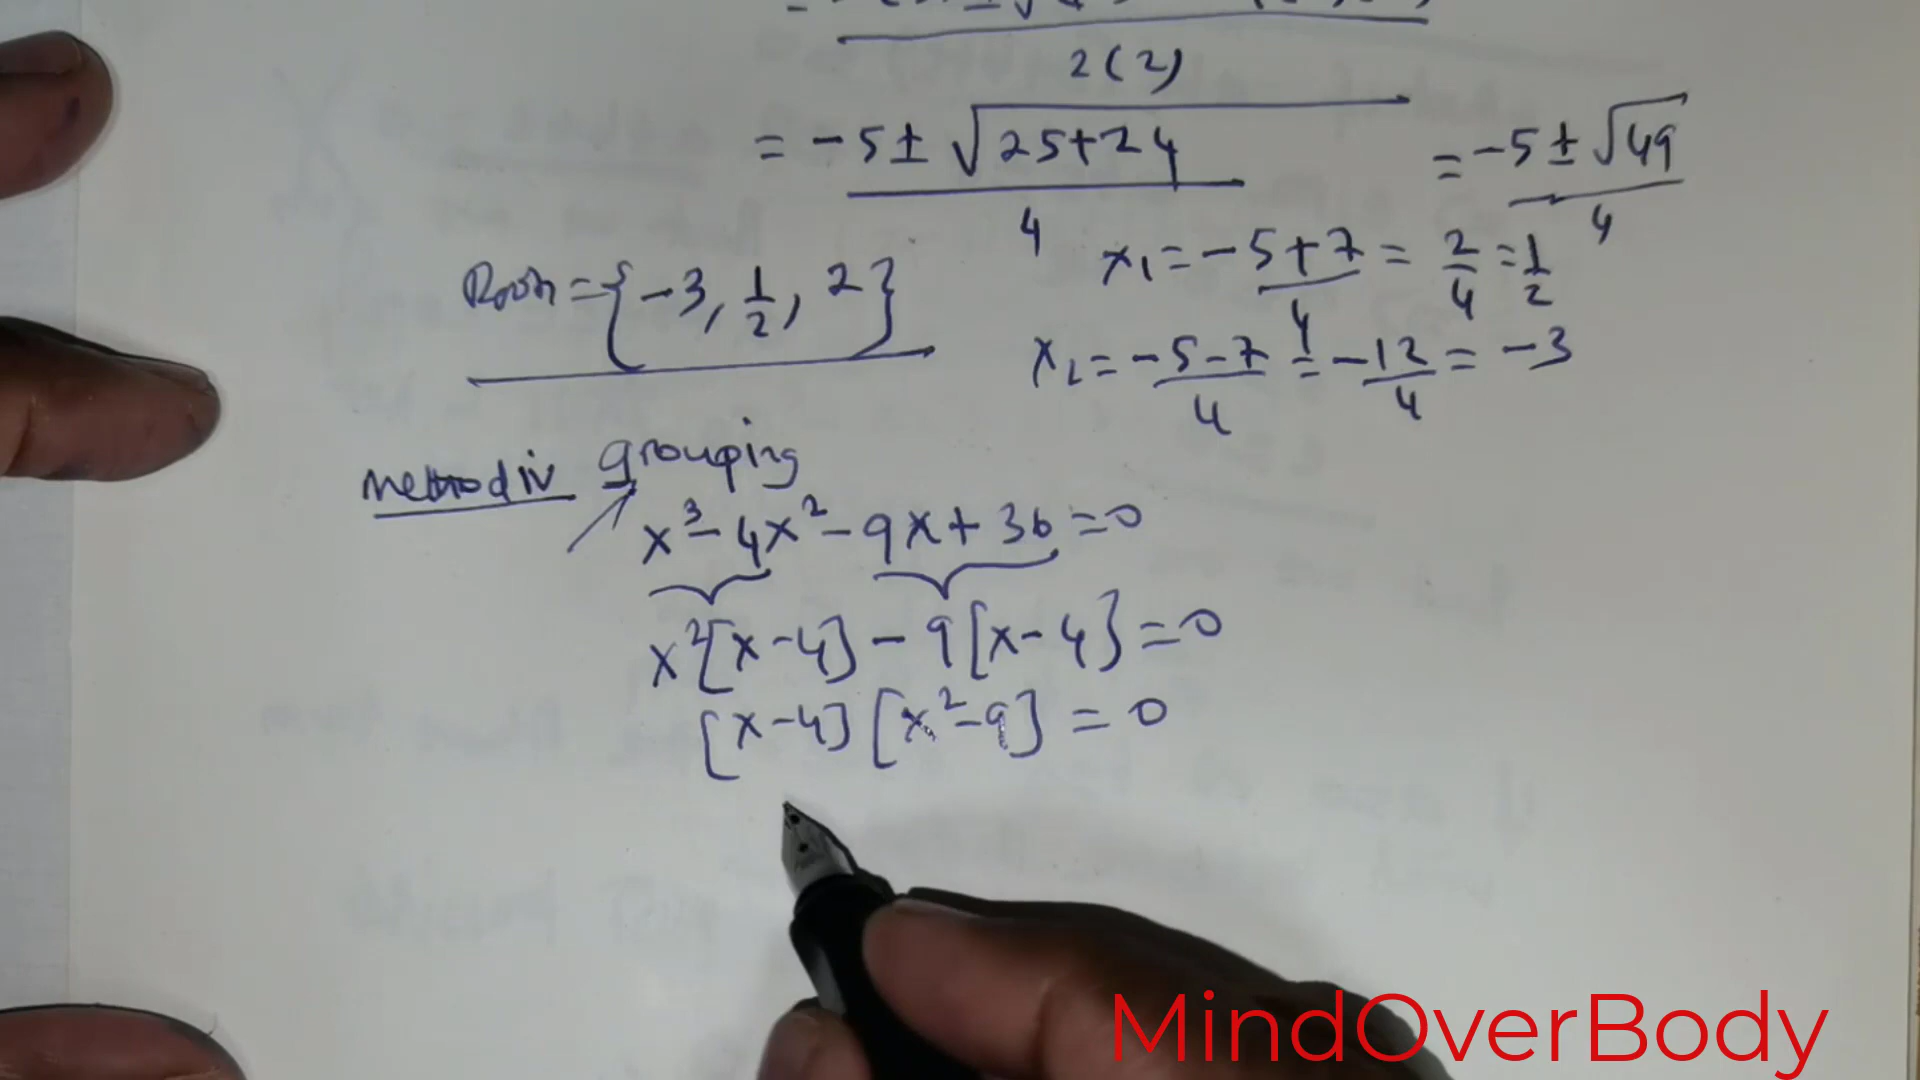 2(2)
= -5 ± √25+24 / 4 = -5 ± √49 / 4
x₁ = -5+7 / 4 = 2/4 = 1/2
= {-3, 1/2, 2}
x₂ = -5-7 / 4 = -12 / 4 = -3
Method iv grouping
x³ - 4x² - 9x + 36 = 0
x²[x-4] - 9[x-4] = 0
[x-4] [x²-9] = 0
MindOverBody